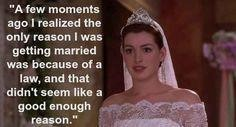 "A few moments
ago I realized the
only reason I was
getting married
was because of a
law, and that
didn't seem like a
good enough
reason."